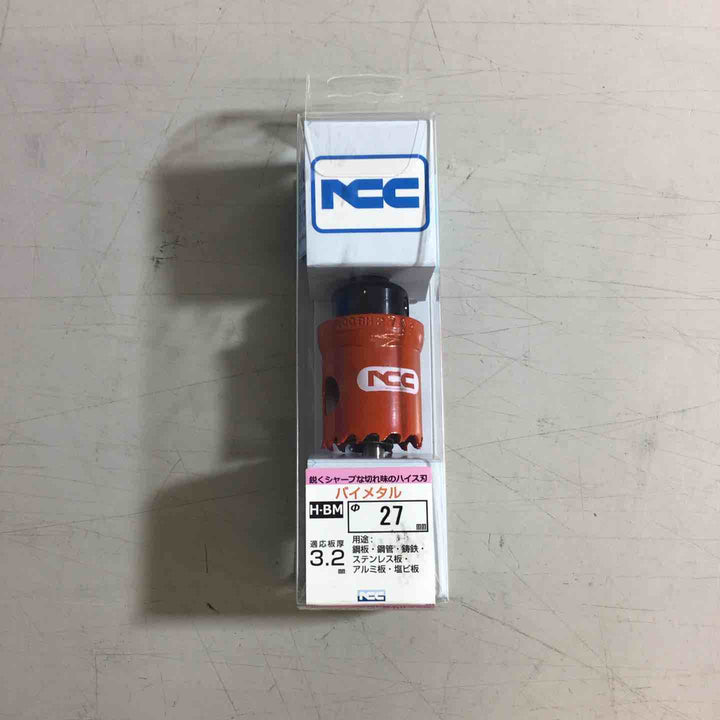 NCC
NCC
鋭くシャープな切れ味のハイス刃
バイメタル
H・BM
Φ 27 mm
適応板厚
3.2mm
用途:
鋼板・鋼管・鋳鉄・
ステンレス板・
アルミ板・塩ビ板
NCC